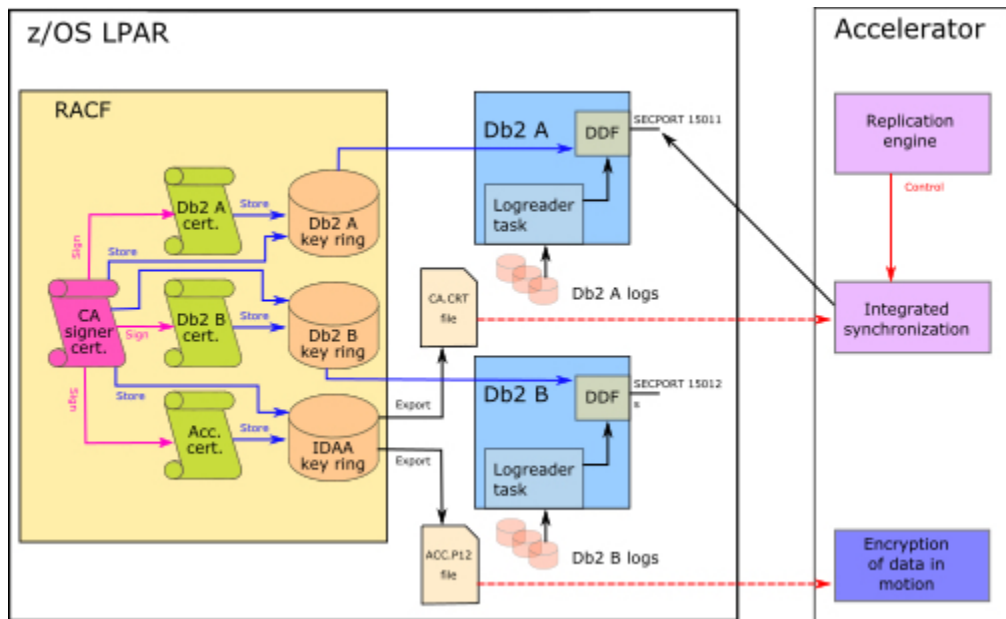 z/OS LPAR
Accelerator
RACF
Db2 A
cert.
Store
Db2 A
key ring
Sign
Store
CA
signer
cert.
Sign
Db2 B
cert.
Store
Db2 B
key ring
Sign
Store
Acc.
cert.
Store
IDAA
key ring
Export
Export
CA.CRT
file
ACC.P12
file
Db2 A
DDF
SECPORT 15011
Logreader
task
Db2 A logs
Db2 B
DDF
SECPORT 15012
s
Logreader
task
Db2 B logs
Replication
engine
Control
Integrated
synchronization
Encryption
of data in
motion